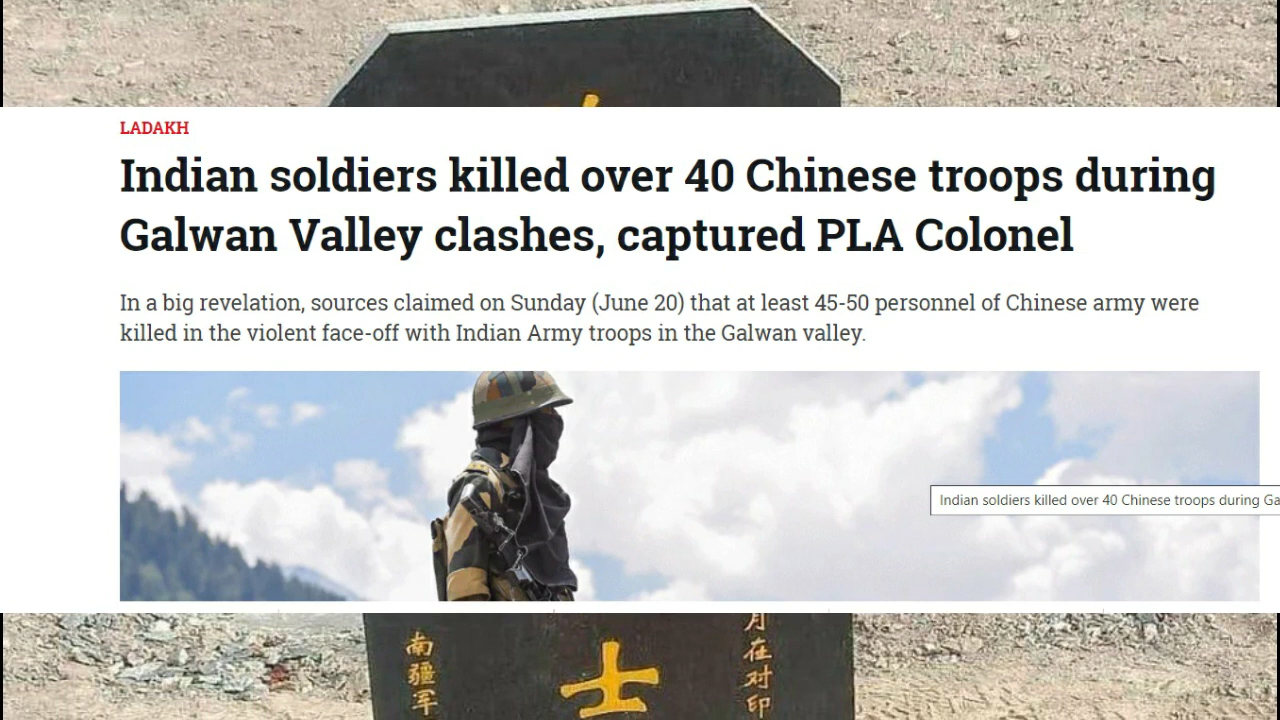 LADAKH
Indian soldiers killed over 40 Chinese troops during
Galwan Valley clashes, captured PLA Colonel
In a big revelation, sources claimed on Sunday (June 20) that at least 45-50 personnel of Chinese army were
killed in the violent face-off with Indian Army troops in the Galwan valley.
Indian soldiers killed over 40 Chinese troops during Ga
月在对印
士
南疆军